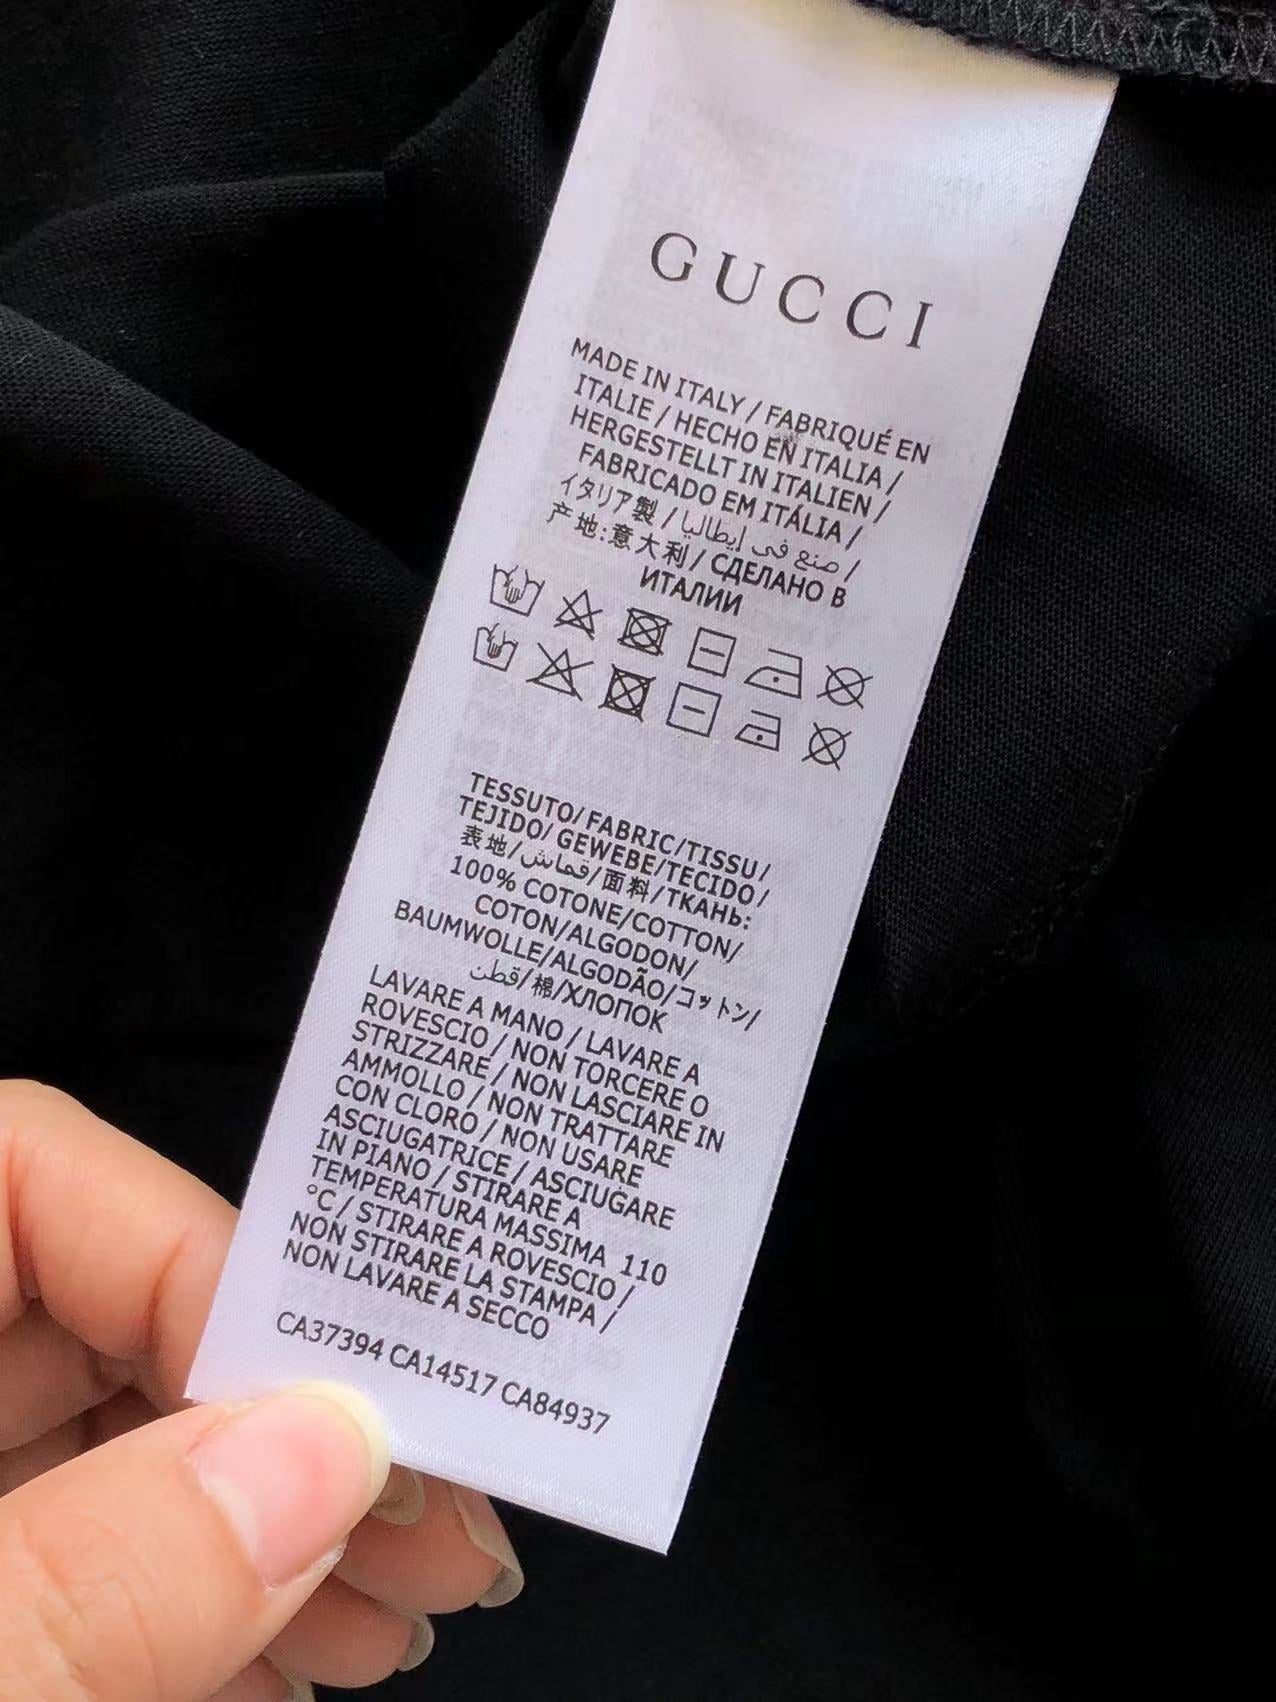 GUCCI
MADE IN ITALY / FABRIQUÉ EN
ITALIE / HECHO EN ITALIA /
HERGESTELLT IN ITALIEN /
FABRICADO EM ITÁLIA /
イタリア製 / صنع في إيطاليا /
产地:意大利 / СДЕЛАНО В
ИТАЛИИ
TESSUTO/FABRIC/TISSU/
TEJIDO/GEWEBE/TECIDO/
表地/قماش/面料/ТКАНЬ:
100% COTONE/COTTON/
COTON/ALGODON/
BAUMWOLLE/ALGODÃO/コットン/
قطن/棉/ХЛОПОК
LAVARE A MANO / LAVARE A
ROVESCIO / NON TORCERE O
STRIZZARE / NON LASCIARE IN
AMMOLLO / NON TRATTARE
CON CLORO / NON USARE
ASCIUGATRICE / ASCIUGARE
IN PIANO / STIRARE A
TEMPERATURA MASSIMA 110
°C / STIRARE A ROVESCIO /
NON STIRARE LA STAMPA /
NON LAVARE A SECCO
CA37394 CA14517 CA84937